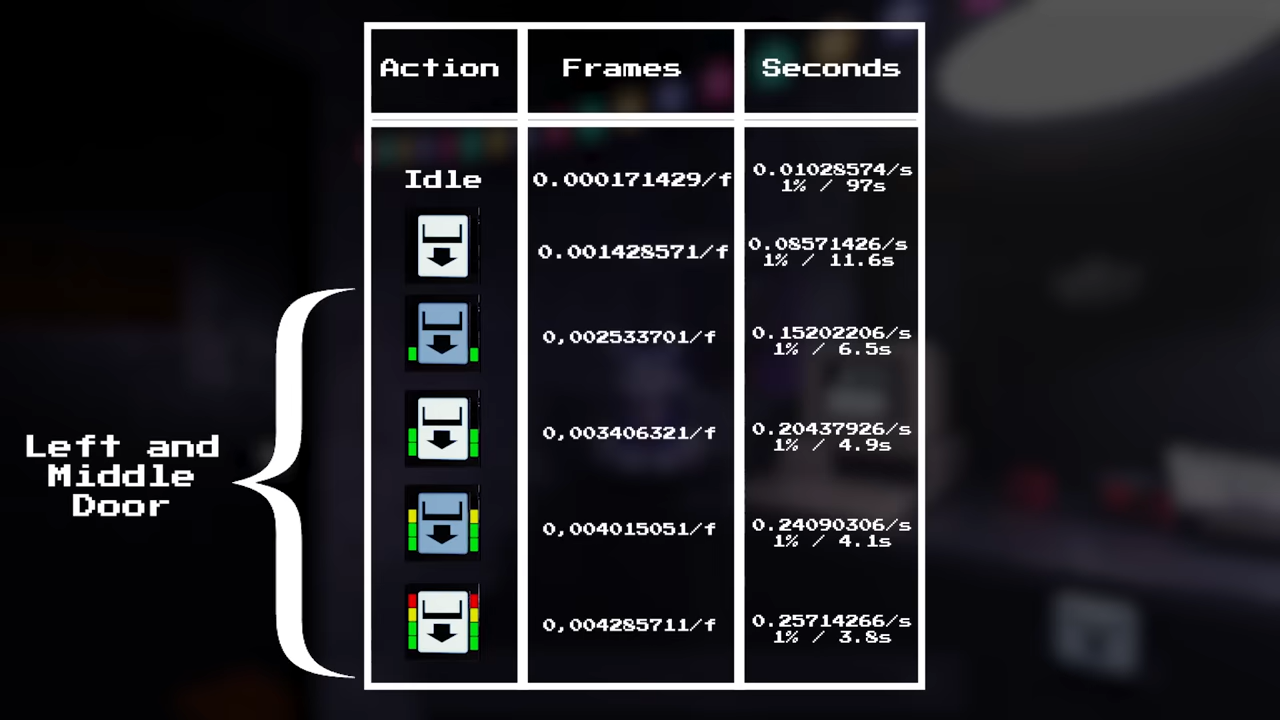 Action Frames Seconds
Idle 0.000171429/f 0.01028574/s
1% / 97s
0.001428571/f 0.08571426/s
1% / 11.6s
0,002533701/f 0.15202206/s
1% / 6.5s
0,003406321/f 0.20437926/s
1% / 4.9s
Left and
Middle
Door
0,004015051/f 0.24090306/s
1% / 4.1s
0,004285711/f 0.25714266/s
1% / 3.8s